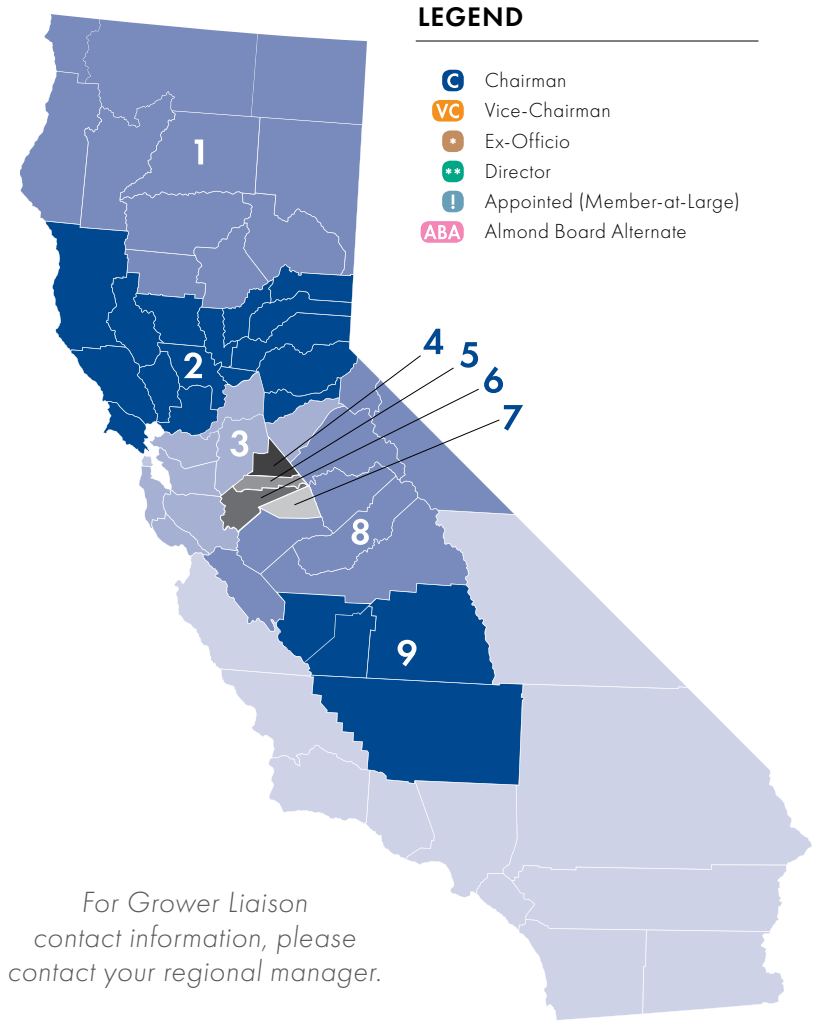 LEGEND
C Chairman
VC Vice-Chairman
* Ex-Officio
** Director
! Appointed (Member-at-Large)
ABA Almond Board Alternate
1
2
3
4
5
6
7
8
9
For Grower Liaison
contact information, please
contact your regional manager.